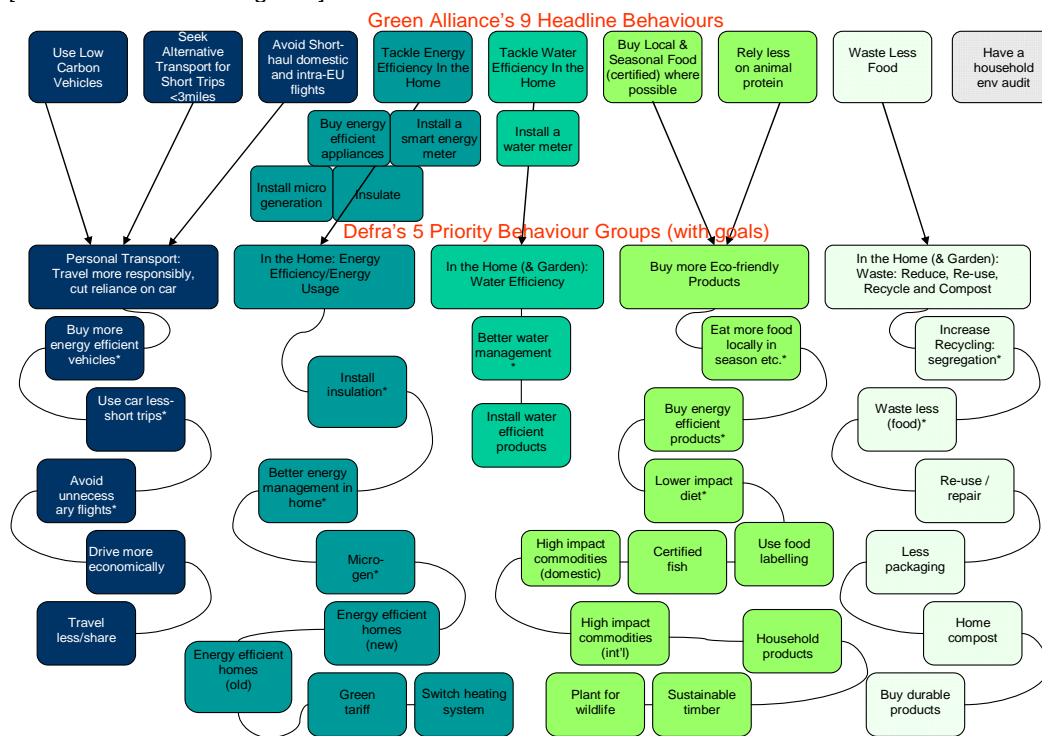 Green Alliance's 9 Headline Behaviours
Use Low
Carbon
Vehicles
Seek
Alternative
Transport for
Short Trips
<3miles
Avoid Short-
haul domestic
and intra-EU
flights
Tackle Energy
Efficiency In the
Home
Tackle Water
Efficiency In the
Home
Buy Local &
Seasonal Food
(certified) where
possible
Rely less
on animal
protein
Waste Less
Food
Have a
household
env audit
Buy energy
efficient
appliances
Install a
smart energy
meter
Install a
water meter
Install micro
generation
Insulate
Defra's 5 Priority Behaviour Groups (with goals)
Personal Transport:
Travel more responsibly,
cut reliance on car
In the Home: Energy
Efficiency/Energy
Usage
In the Home (& Garden):
Water Efficiency
Buy more Eco-friendly
Products
In the Home (& Garden):
Waste: Reduce, Re-use,
Recycle and Compost
Buy more
energy efficient
vehicles*
Use car less-
short trips*
Avoid
unnecess
ary flights*
Drive more
economically
Travel
less/share
Install
insulation*
Better energy
management in
home*
Micro-
gen*
Energy efficient
homes
(new)
Energy efficient
homes
(old)
Green
tariff
Switch heating
system
Better water
management
*
Install water
efficient
products
Eat more food
locally in
season etc.*
Buy energy
efficient
products*
Lower impact
diet*
Use food
labelling
Certified
fish
High impact
commodities
(domestic)
High impact
commodities
(int'l)
Household
products
Sustainable
timber
Plant for
wildlife
Increase
Recycling:
segregation*
Waste less
(food)*
Re-use /
repair
Less
packaging
Home
compost
Buy durable
products